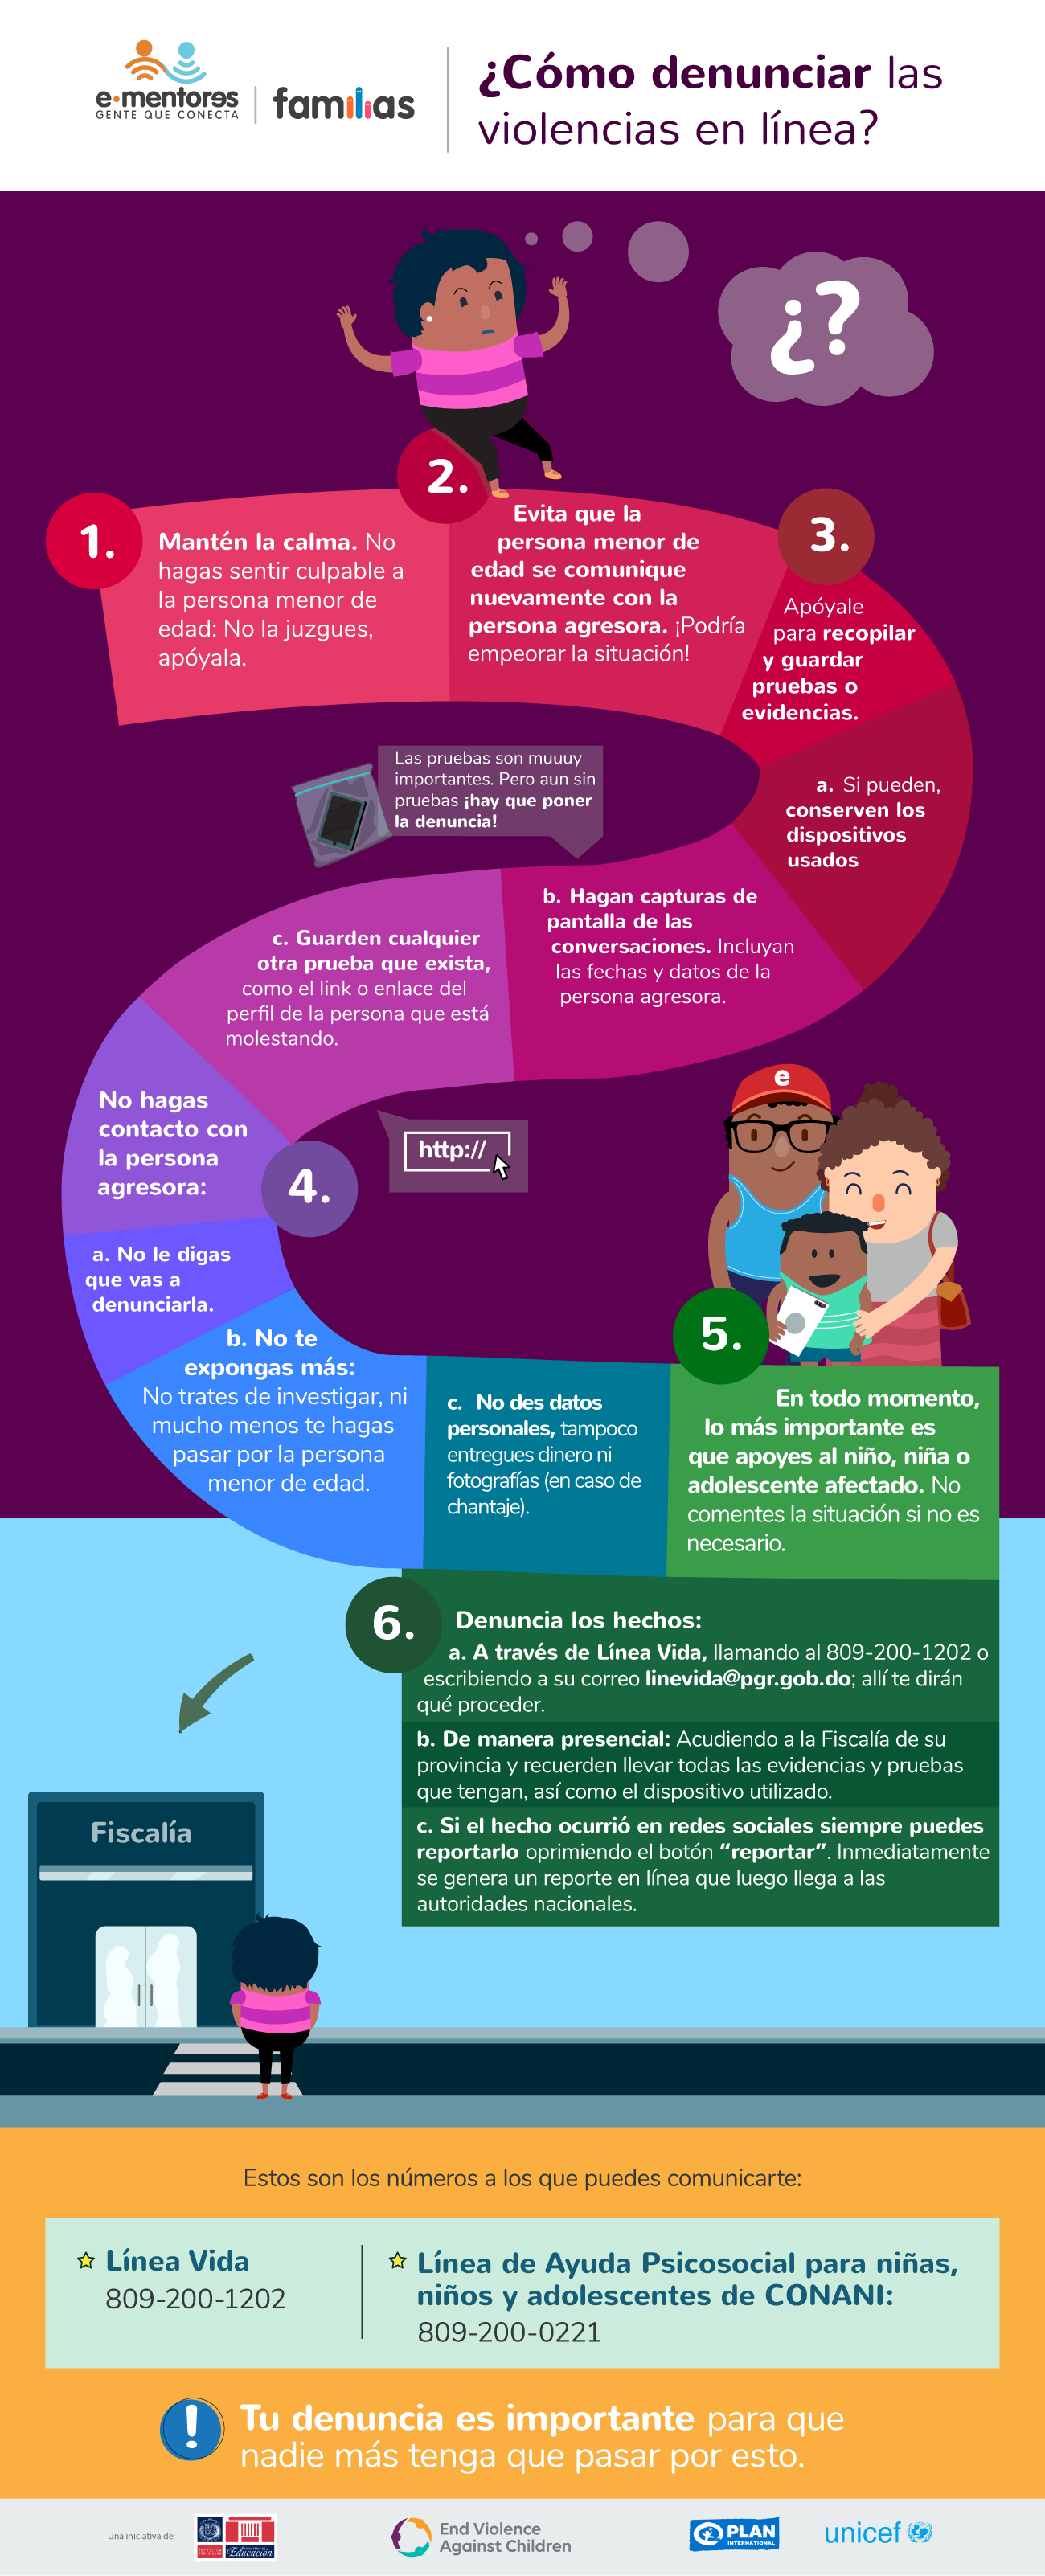 e·mentores
GENTE QUE CONECTA
familias
¿Cómo denunciar las
violencias en línea?
¿?
1.
Mantén la calma. No
hagas sentir culpable a
la persona menor de
edad: No la juzgues,
apóyala.
2.
Evita que la
persona menor de
edad se comunique
nuevamente con la
persona agresora. ¡Podría
empeorar la situación!
3.
Apóyale
para recopilar
y guardar
pruebas o
evidencias.
Las pruebas son muuuy
importantes. Pero aun sin
pruebas ¡hay que poner
la denuncia!
a. Si pueden,
conserven los
dispositivos
usados
b. Hagan capturas de
pantalla de las
conversaciones. Incluyan
las fechas y datos de la
persona agresora.
c. Guarden cualquier
otra prueba que exista,
como el link o enlace del
perfil de la persona que está
molestando.
http://
e
4.
No hagas
contacto con
la persona
agresora:
a. No le digas
que vas a
denunciarla.
b. No te
expongas más:
No trates de investigar, ni
mucho menos te hagas
pasar por la persona
menor de edad.
c. No des datos
personales, tampoco
entregues dinero ni
fotografías (en caso de
chantaje).
5.
En todo momento,
lo más importante es
que apoyes al niño, niña o
adolescente afectado. No
comentes la situación si no es
necesario.
6.
Denuncia los hechos:
a. A través de Línea Vida, llamando al 809-200-1202 o
escribiendo a su correo linevida@pgr.gob.do; allí te dirán
qué proceder.
b. De manera presencial: Acudiendo a la Fiscalía de su
provincia y recuerden llevar todas las evidencias y pruebas
que tengan, así como el dispositivo utilizado.
c. Si el hecho ocurrió en redes sociales siempre puedes
reportarlo oprimiendo el botón “reportar”. Inmediatamente
se genera un reporte en línea que luego llega a las
autoridades nacionales.
Fiscalía
Estos son los números a los que puedes comunicarte:
Línea Vida
809-200-1202
Línea de Ayuda Psicosocial para niñas,
niños y adolescentes de CONANI:
809-200-0221
!
Tu denuncia es importante para que
nadie más tenga que pasar por esto.
Una iniciativa de:
Educación
End Violence
Against Children
PLAN
INTERNATIONAL
unicef